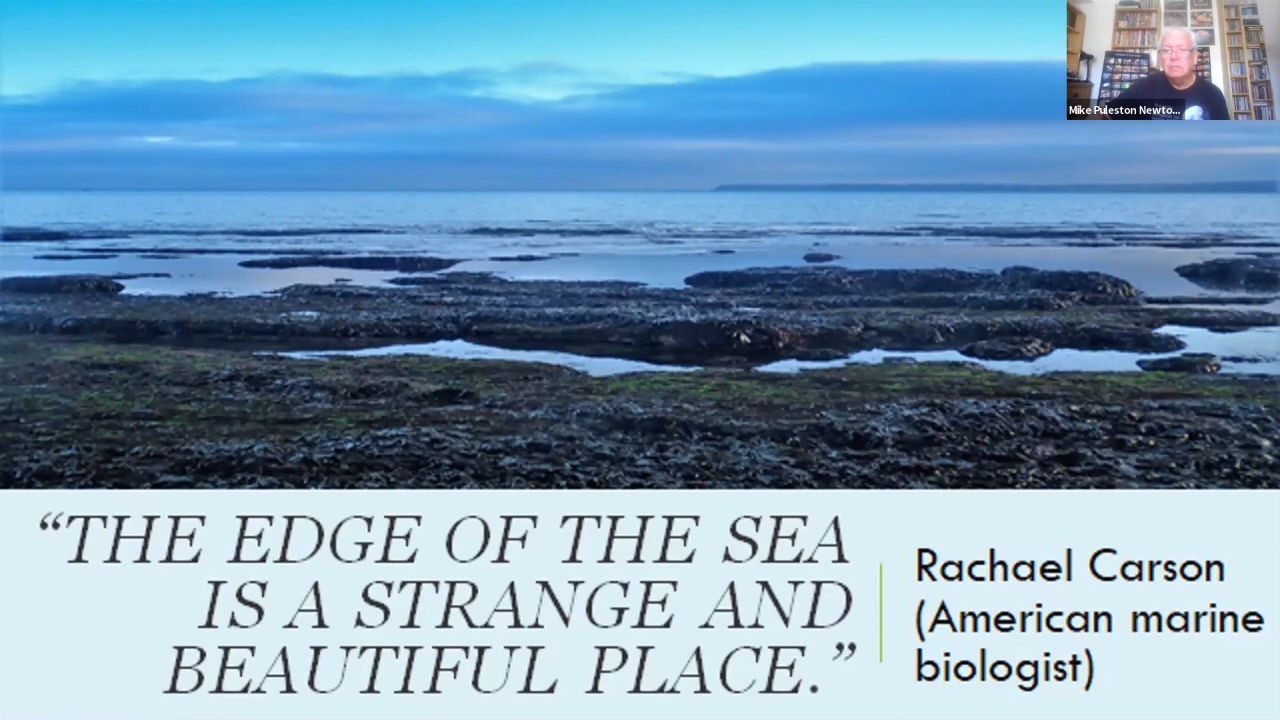 Mike Puleston Newto...
“THE EDGE OF THE SEA
IS A STRANGE AND
BEAUTIFUL PLACE.”
Rachael Carson
(American marine
biologist)